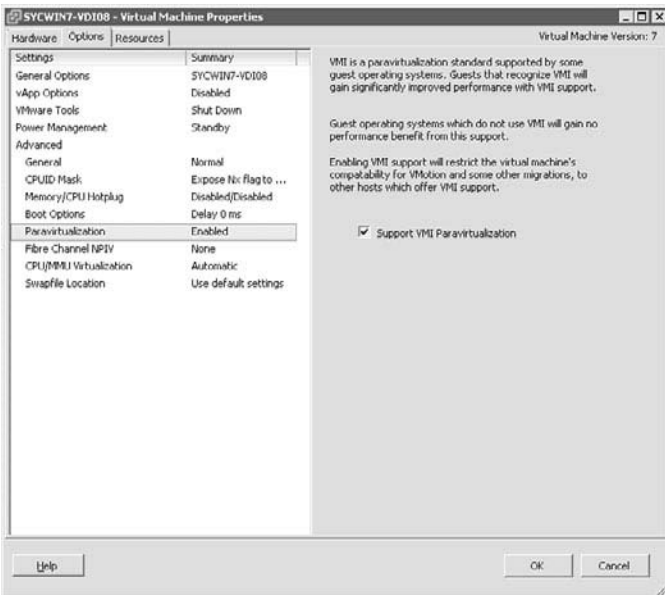 SYCWIN7-VDI08 - Virtual Machine Properties
Hardware Options Resources Virtual Machine Version: 7
Settings Summary
General Options SYCWIN7-VDI08
vApp Options Disabled
VMware Tools Shut Down
Power Management Standby
Advanced
General Normal
CPUID Mask Expose Nx flag to ...
Memory/CPU Hotplug Disabled/Disabled
Boot Options Delay 0 ms
Paravirtualization Enabled
Fibre Channel NPIV None
CPU/MMU Virtualization Automatic
Swapfile Location Use default settings
VMI is a paravirtualization standard supported by some
guest operating systems. Guests that recognize VMI will
gain significantly improved performance with VMI support.
Guest operating systems which do not use VMI will gain no
performance benefit from this support.
Enabling VMI support will restrict the virtual machine's
compatability for VMotion and some other migrations, to
other hosts which offer VMI support.
Support VMI Paravirtualization
Help OK Cancel